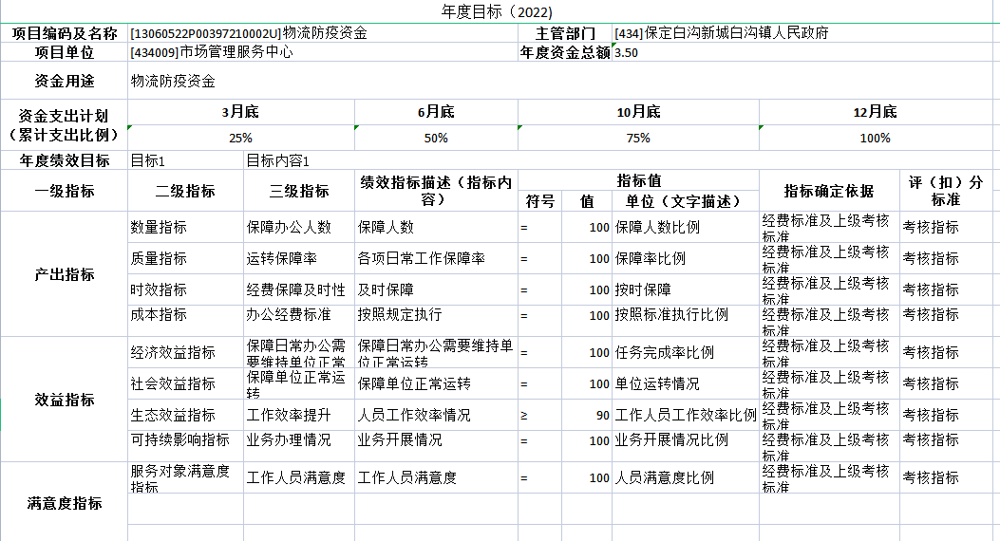 年度目标（2022）
项目编码及名称 [13060522P00397210002U]物流防疫资金 主管部门 [434]保定白沟新城白沟镇人民政府
项目单位 [434009]市场管理服务中心 年度资金总额 3.50
资金用途 物流防疫资金
资金支出计划（累计支出比例） 3月底 6月底 10月底 12月底
25% 50% 75% 100%
年度绩效目标 目标1 目标内容1
一级指标 二级指标 三级指标 绩效指标描述（指标内容） 指标值 指标确定依据 评（扣）分标准
符号 值 单位（文字描述）
产出指标
数量指标 保障办公人数 保障人数 = 100 保障人数比例 经费标准及上级考核标准 考核指标
质量指标 运转保障率 各项日常工作保障率 = 100 保障率比例 经费标准及上级考核标准 考核指标
时效指标 经费保障及时性 及时保障 = 100 按时保障 经费标准及上级考核标准 考核指标
成本指标 办公经费标准 按照规定执行 = 100 按照标准执行比例 经费标准及上级考核标准 考核指标
效益指标
经济效益指标 保障日常办公需要维持单位正常 保障日常办公需要维持单位正常运转 = 100 任务完成率比例 经费标准及上级考核标准 考核指标
社会效益指标 保障单位正常运转 保障单位正常运转 = 100 单位运转情况 经费标准及上级考核标准 考核指标
生态效益指标 工作效率提升 人员工作效率情况 ≥ 90 工作人员工作效率比例 经费标准及上级考核标准 考核指标
可持续影响指标 业务办理情况 业务开展情况 = 100 业务开展情况比例 经费标准及上级考核标准 考核指标
满意度指标
服务对象满意度指标 工作人员满意度 工作人员满意度 = 100 人员满意度比例 经费标准及上级考核标准 考核指标